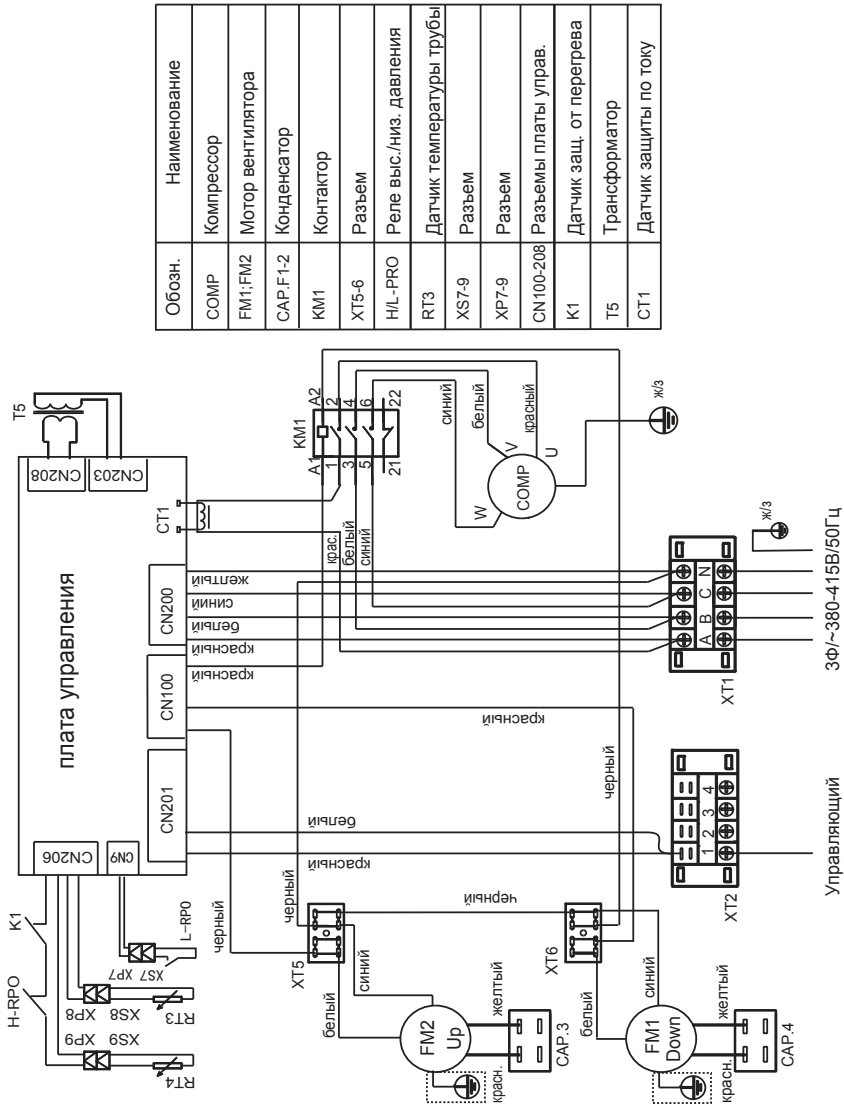 Обозн. Наименование
COMP Компрессор
FM1;FM2 Мотор вентилятора
CAP.F1-2 Конденсатор
KM1 Контактор
XT5-6 Разъем
H/L-PRO Реле выс./низ. давления
RT3 Датчик температуры трубы
XS7-9 Разъем
XP7-9 Разъем
CN100-208 Разъемы платы управ.
K1 Датчик защ. от перегрева
T5 Трансформатор
CT1 Датчик защиты по току
плата управления
CN206
CN9
CN201
CN100
CN200
CN203
CN208
T5
CT1
H-RPO
K1
RT4
XS9 XP9
RT3
XS8 XP8
XS7 XP7
L-RPO
черный
красный
белый
красный
красный
красный
белый
синий
желтый
крас.
белый
синий
KM1
A1
1
3
5
21
A2
2
4
6
22
синий
белый
красный
W
V
U
COMP
ж/з
черный
черный
XT5
белый
синий
FM2
Up
желтый
красн.
CAP.3
черный
XT6
белый
синий
FM1
Down
желтый
красн.
CAP.4
XT2
1 2 3 4
Управляющий
XT1
A B C N
ж/з
3Ф/~380-415В/50Гц